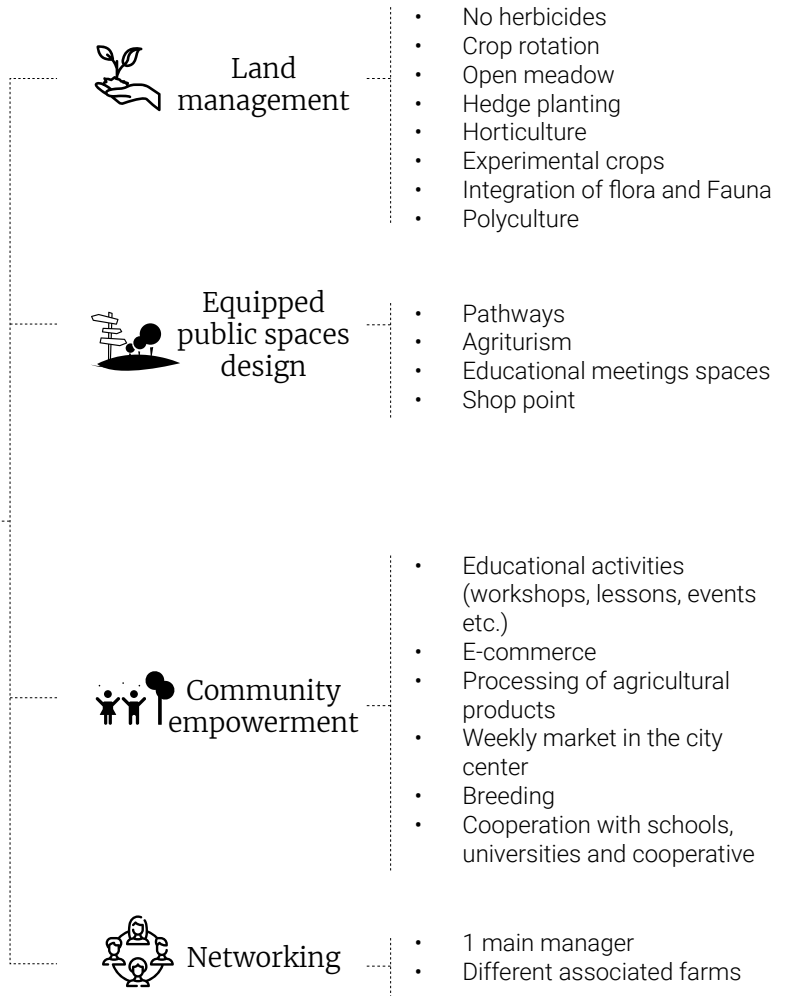 Land
management
• No herbicides
• Crop rotation
• Open meadow
• Hedge planting
• Horticulture
• Experimental crops
• Integration of flora and Fauna
• Polyculture
Equipped
public spaces
design
• Pathways
• Agriturism
• Educational meetings spaces
• Shop point
Community
empowerment
• Educational activities
(workshops, lessons, events
etc.)
• E-commerce
• Processing of agricultural
products
• Weekly market in the city
center
• Breeding
• Cooperation with schools,
universities and cooperative
Networking
• 1 main manager
• Different associated farms